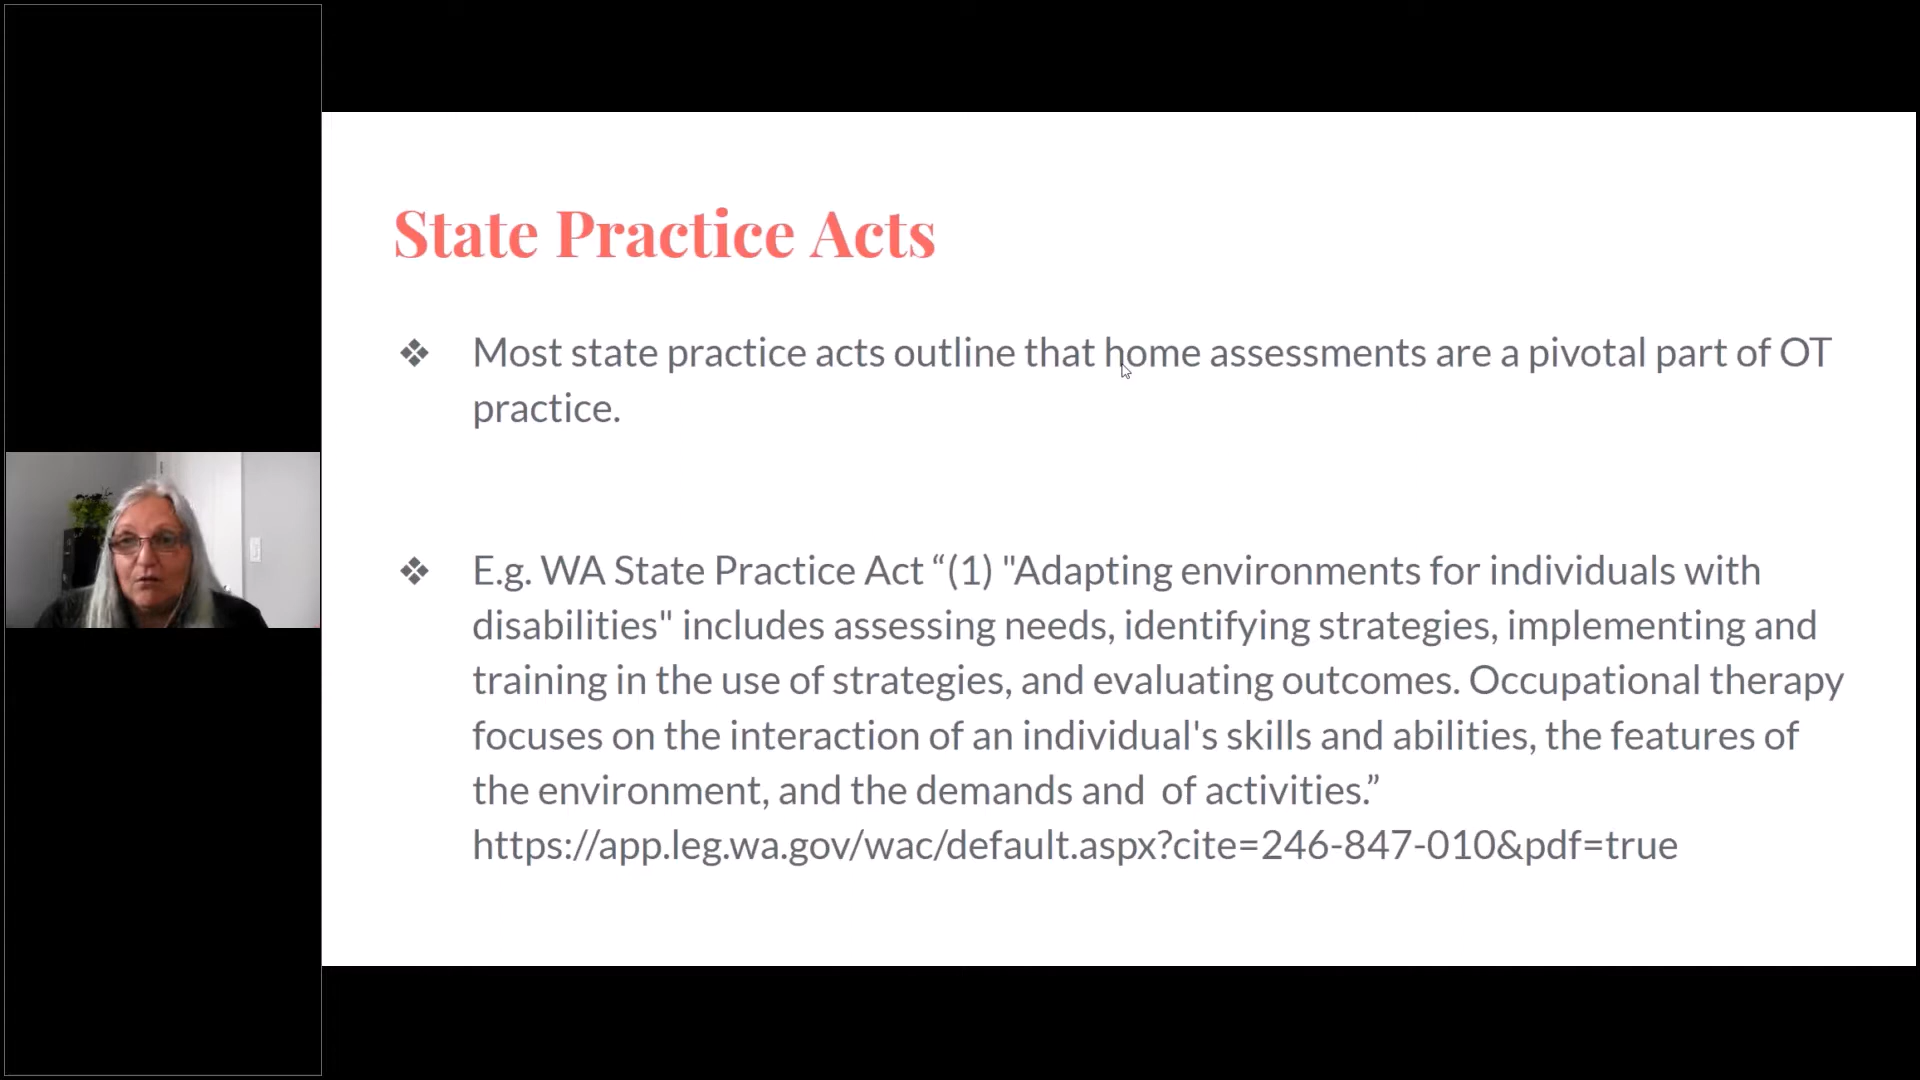 State Practice Acts
❖ Most state practice acts outline that home assessments are a pivotal part of OT
practice.
❖ E.g. WA State Practice Act “(1) "Adapting environments for individuals with
disabilities" includes assessing needs, identifying strategies, implementing and
training in the use of strategies, and evaluating outcomes. Occupational therapy
focuses on the interaction of an individual's skills and abilities, the features of
the environment, and the demands and  of activities.”
https://app.leg.wa.gov/wac/default.aspx?cite=246-847-010&pdf=true